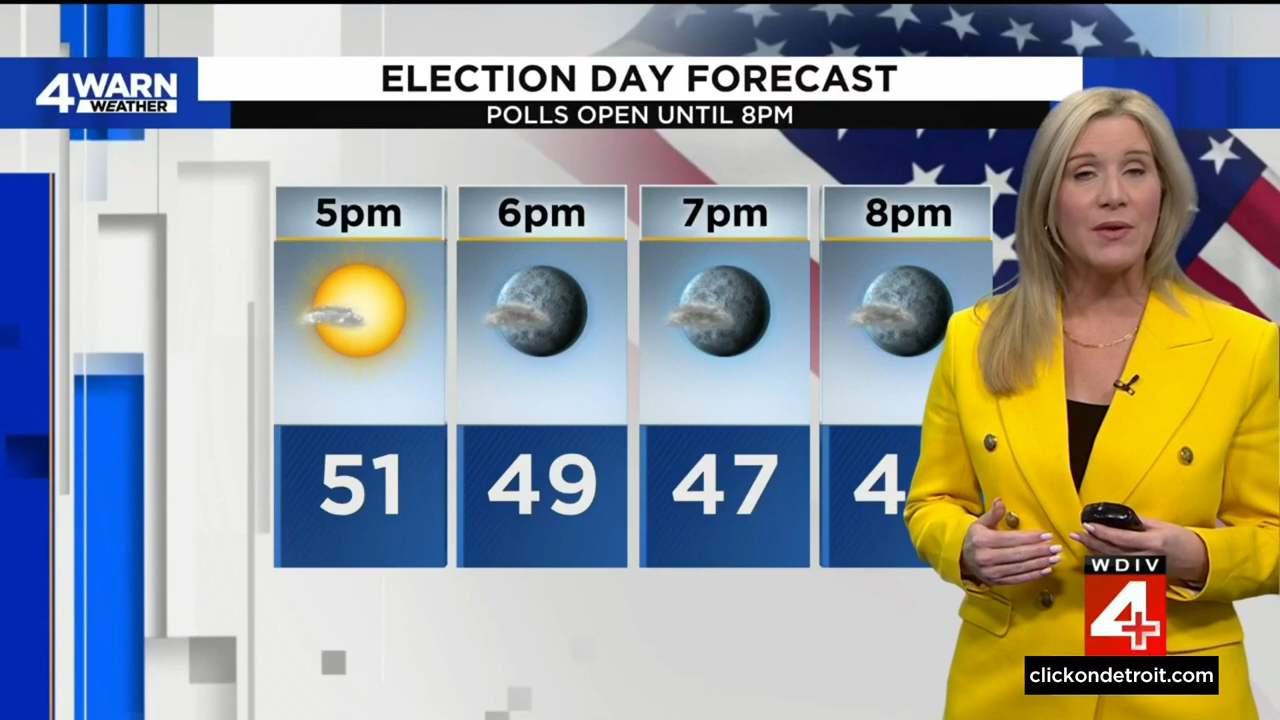 4WARN
WEATHER
ELECTION DAY FORECAST
POLLS OPEN UNTIL 8PM
5pm 6pm 7pm 8pm
51 49 47 4
WDIV
4+
clickondetroit.com